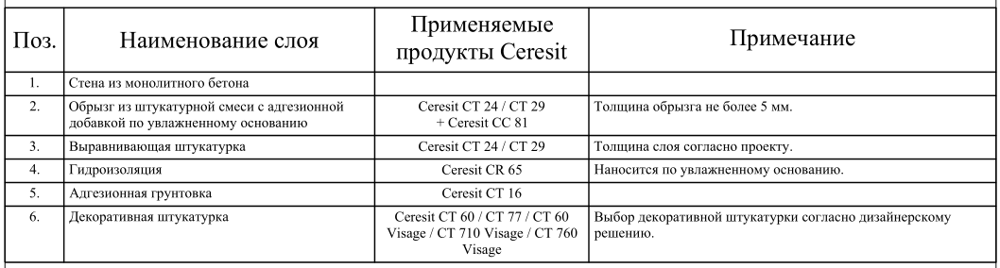 Поз.
Наименование слоя
Применяемые
продукты Ceresit
Примечание
1.
Стена из монолитного бетона
2.
Обрызг из штукатурной смеси с адгезионной
добавкой по увлажненному основанию
Ceresit CT 24 / CT 29
+ Ceresit CC 81
Толщина обрызга не более 5 мм.
3.
Выравнивающая штукатурка
Ceresit CT 24 / CT 29
Толщина слоя согласно проекту.
4.
Гидроизоляция
Ceresit CR 65
Наносится по увлажненному основанию.
5.
Адгезионная грунтовка
Ceresit CT 16
6.
Декоративная штукатурка
Ceresit CT 60 / CT 77 / CT 60
Visage / CT 710 Visage / CT 760
Visage
Выбор декоративной штукатурки согласно дизайнерскому
решению.